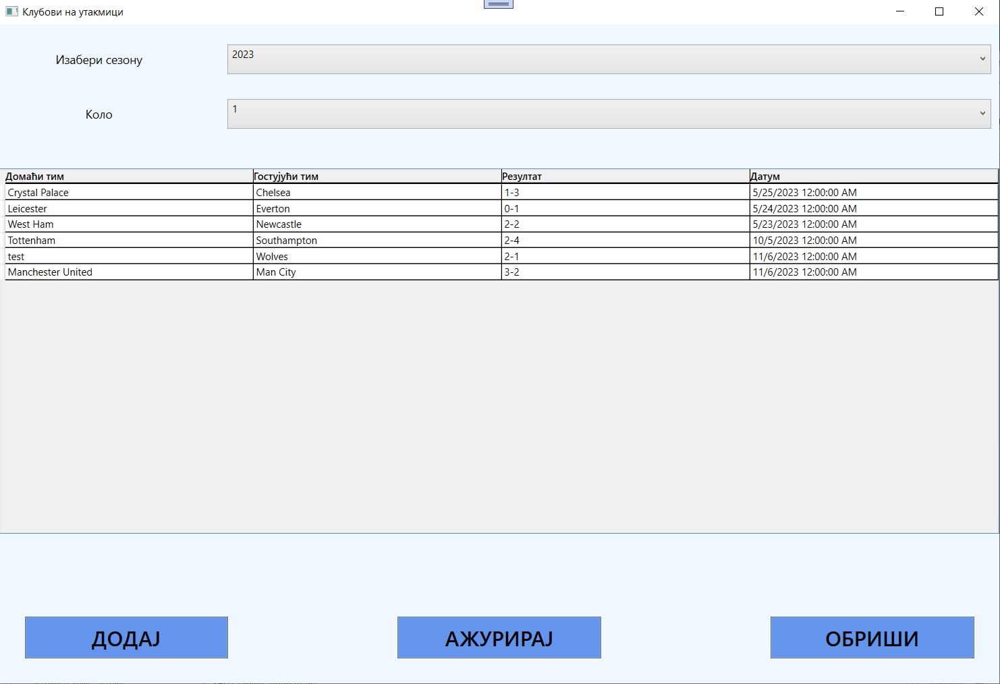 Клубови на утакмици
Изабери сезону 2023
Коло 1
Домаћи тим Гостујући тим Резултат Датум
Crystal Palace Chelsea 1-3 5/25/2023 12:00:00 AM
Leicester Everton 0-1 5/24/2023 12:00:00 AM
West Ham Newcastle 2-2 5/23/2023 12:00:00 AM
Tottenham Southampton 2-4 10/5/2023 12:00:00 AM
test Wolves 2-1 11/6/2023 12:00:00 AM
Manchester United Man City 3-2 11/6/2023 12:00:00 AM
ДОДАЈ АЖУРИРАЈ ОБРИШИ